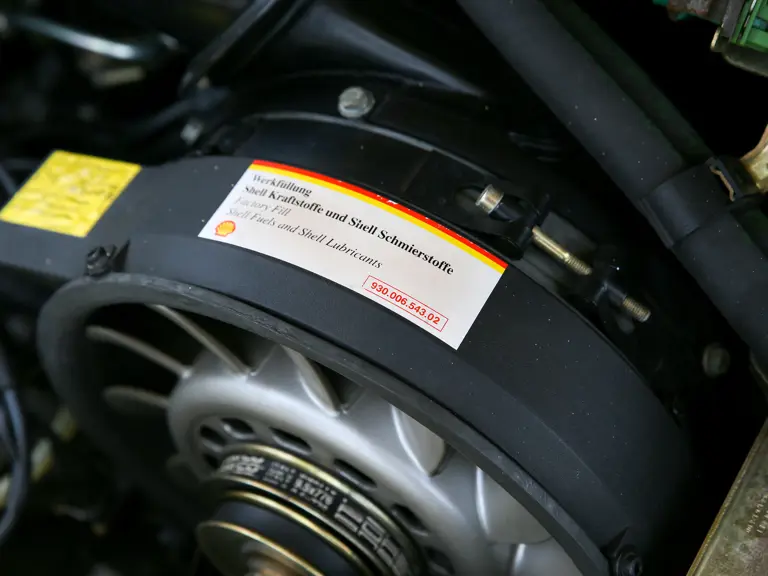 Werkfüllung
Shell Kraftstoffe und Shell Schmierstoffe
Factory Fill
Shell Fuels and Shell Lubricants
930.006.543.02